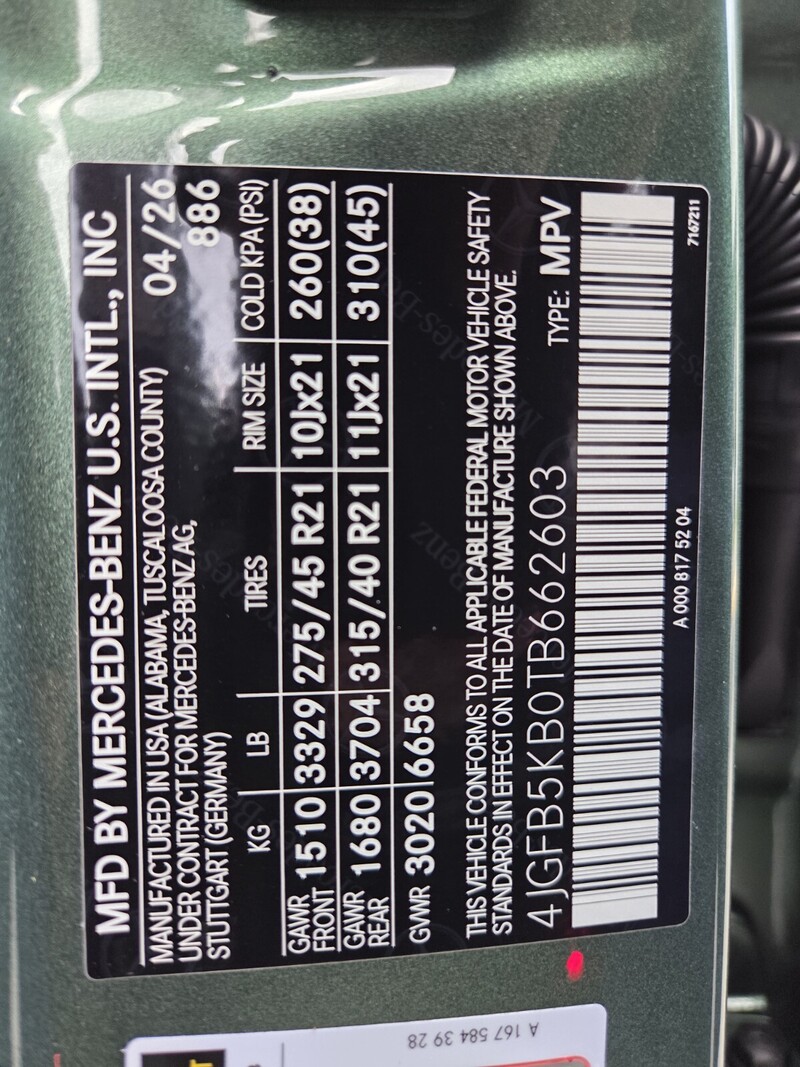 MFD BY MERCEDES-BENZ U.S. INTL., INC
MANUFACTURED IN USA (ALABAMA, TUSCALOOSA COUNTY) 04/26
UNDER CONTRACT FOR MERCEDES-BENZ AG, 886
STUTTGART (GERMANY)
KG LB TIRES RIM SIZE COLD KPA (PSI)
GAWR FRONT 1510 3329 275/45 R21 10Jx21 260(38)
GAWR REAR 1680 3704 315/40 R21 11Jx21 310(45)
GVWR 3020 6658
THIS VEHICLE CONFORMS TO ALL APPLICABLE FEDERAL MOTOR VEHICLE SAFETY
STANDARDS IN EFFECT ON THE DATE OF MANUFACTURE SHOWN ABOVE.
4JGFB5KB0TB662603 TYPE: MPV
A 000 817 52 04 7167211
A 167 584 39 28